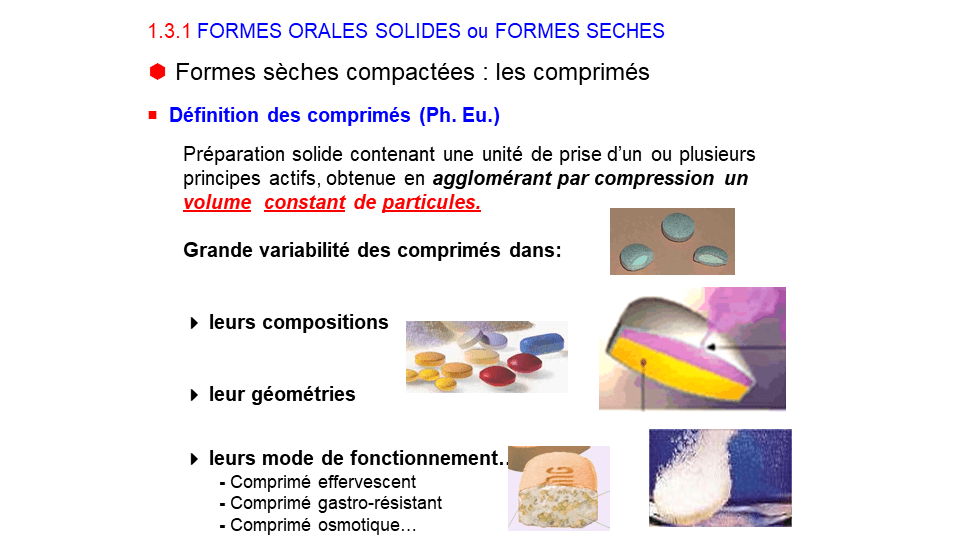 1.3.1 FORMES ORALES SOLIDES ou FORMES SECHES
Formes sèches compactées : les comprimés
Définition des comprimés (Ph. Eu.)
Préparation solide contenant une unité de prise d’un ou plusieurs
principes actifs, obtenue en agglomérant par compression un
volume constant de particules.
Grande variabilité des comprimés dans:
leurs compositions
leur géométries
leurs mode de fonctionnement…
- Comprimé effervescent
- Comprimé gastro-résistant
- Comprimé osmotique…